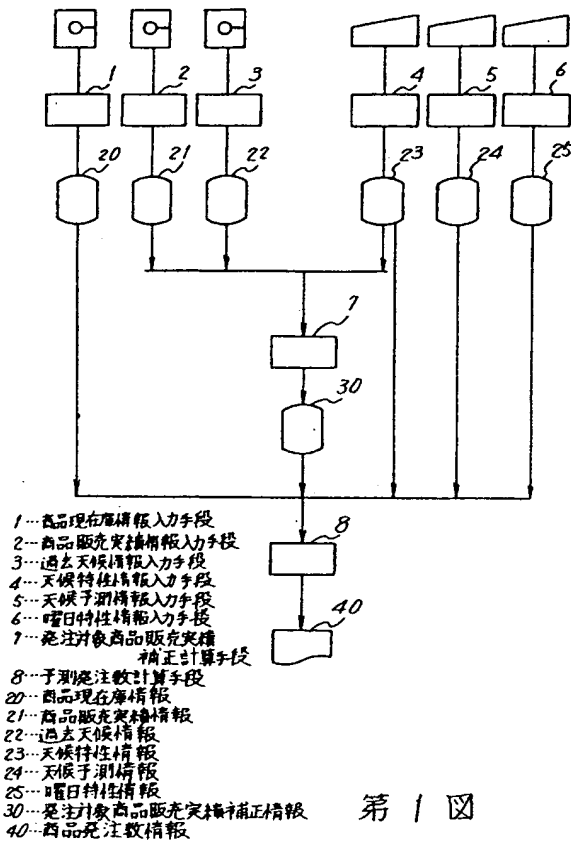 1 2 3 4 5 6
20 21 22 23 24 25
7
30
8
40
1…商品現在庫情報入力手段
2…商品販売実績情報入力手段
3…過去天候情報入力手段
4…天候特性情報入力手段
5…天候予測情報入力手段
6…曜日特性情報入力手段
7…発注対象商品販売実績
補正計算手段
8…予測発注数計算手段
20…商品現在庫情報
21…商品販売実績情報
22…過去天候情報
23…天候特性情報
24…天候予測情報
25…曜日特性情報
30…発注対象商品販売実績補正情報
40…商品発注数情報
第1図